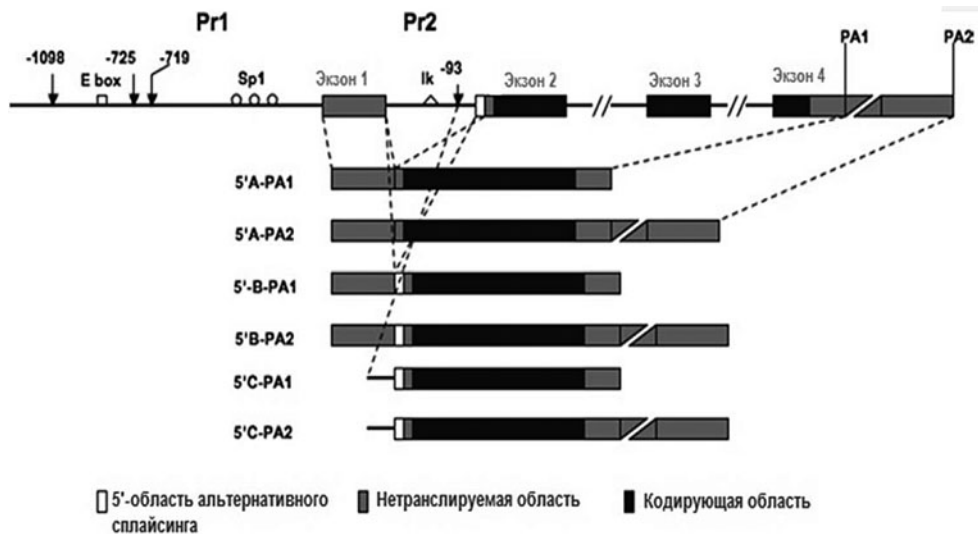 Pr1 Pr2
PA1 PA2
-1098 -725 -719 -93
E box Sp1 Экзон 1 Ik Экзон 2 Экзон 3 Экзон 4
5'A-PA1
5'A-PA2
5'-B-PA1
5'B-PA2
5'C-PA1
5'C-PA2
5'-область альтернативного Нетранслируемая область Кодирующая область
сплайсинга